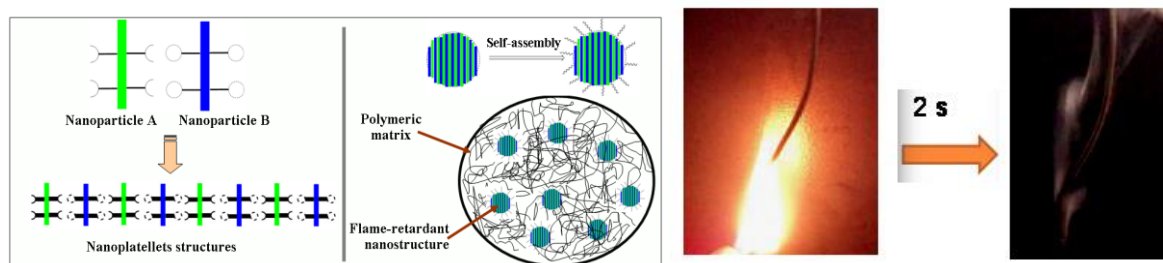 Nanoparticle A
Nanoparticle B
Nanoplatellets structures
Self-assembly
Polymeric
matrix
Flame-retardant
nanostructure
2 s